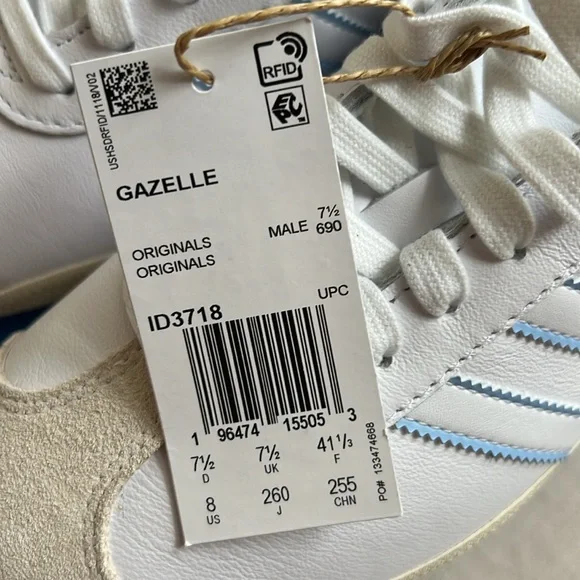 USHSDRFID/1118/V02
RFID
EPC™
GAZELLE
7½
MALE 690
ORIGINALS
ORIGINALS
UPC
ID3718
1 96474 15505 3
7½ 7½ 41⅓
D UK F
8 260 255
US J CHN
PO# 133474668